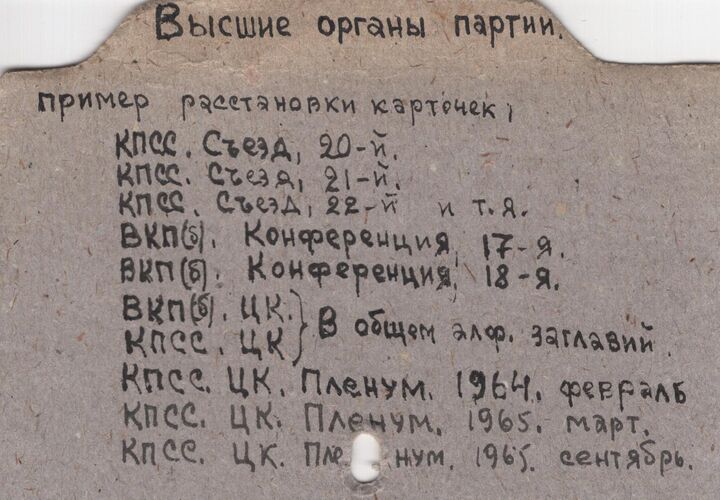 Высшие органы партии.
пример расстановки карточек,
КПСС. Съезд, 20-й.
КПСС. Съезд, 21-й.
КПСС. Съезд, 22-й и т.д.
ВКП(б). Конференция, 17-я.
ВКП(б). Конференция, 18-я.
ВКП(б). ЦК. } В общем алф. заглавий.
КПСС. ЦК
КПСС. ЦК. Пленум. 1964. февраль
КПСС. ЦК. Пленум. 1965. март.
КПСС. ЦК. Пленум. 1965. сентябрь.